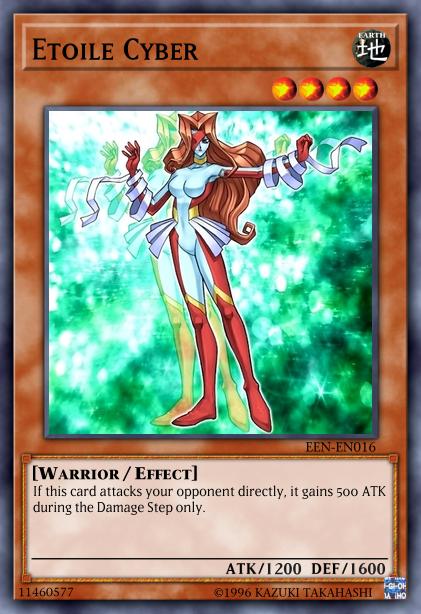 Etoile Cyber
EARTH
地
EEN-EN016
[Warrior / Effect]
If this card attacks your opponent directly, it gains 500 ATK
during the Damage Step only.
ATK/1200 DEF/1600
11460577
©1996 KAZUKI TAKAHASHI